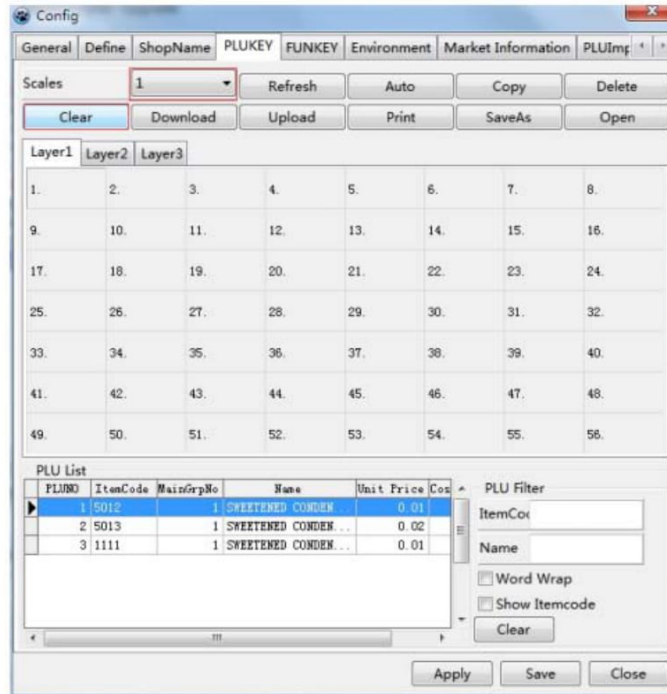 Config
General Define ShopName PLUKEY FUNKEY Environment Market Information PLUImp
Scales 1 Refresh Auto Copy Delete
Clear Download Upload Print SaveAs Open
Layer1 Layer2 Layer3
1. 2. 3. 4. 5. 6. 7. 8.
9. 10. 11. 12. 13. 14. 15. 16.
17. 18. 19. 20. 21. 22. 23. 24.
25. 26. 27. 28. 29. 30. 31. 32.
33. 34. 35. 36. 37. 38. 39. 40.
41. 42. 43. 44. 45. 46. 47. 48.
49. 50. 51. 52. 53. 54. 55. 56.
PLU List
PLUNO ItemCode MainGrpNo Name Unit Price Cos
1 5012 1 SWEETENED CONDEN... 0.01
2 5013 1 SWEETENED CONDEN... 0.02
3 1111 1 SWEETENED CONDEN... 0.01
PLU Filter
ItemCo
Name
Word Wrap
Show Itemcode
Clear
Apply Save Close